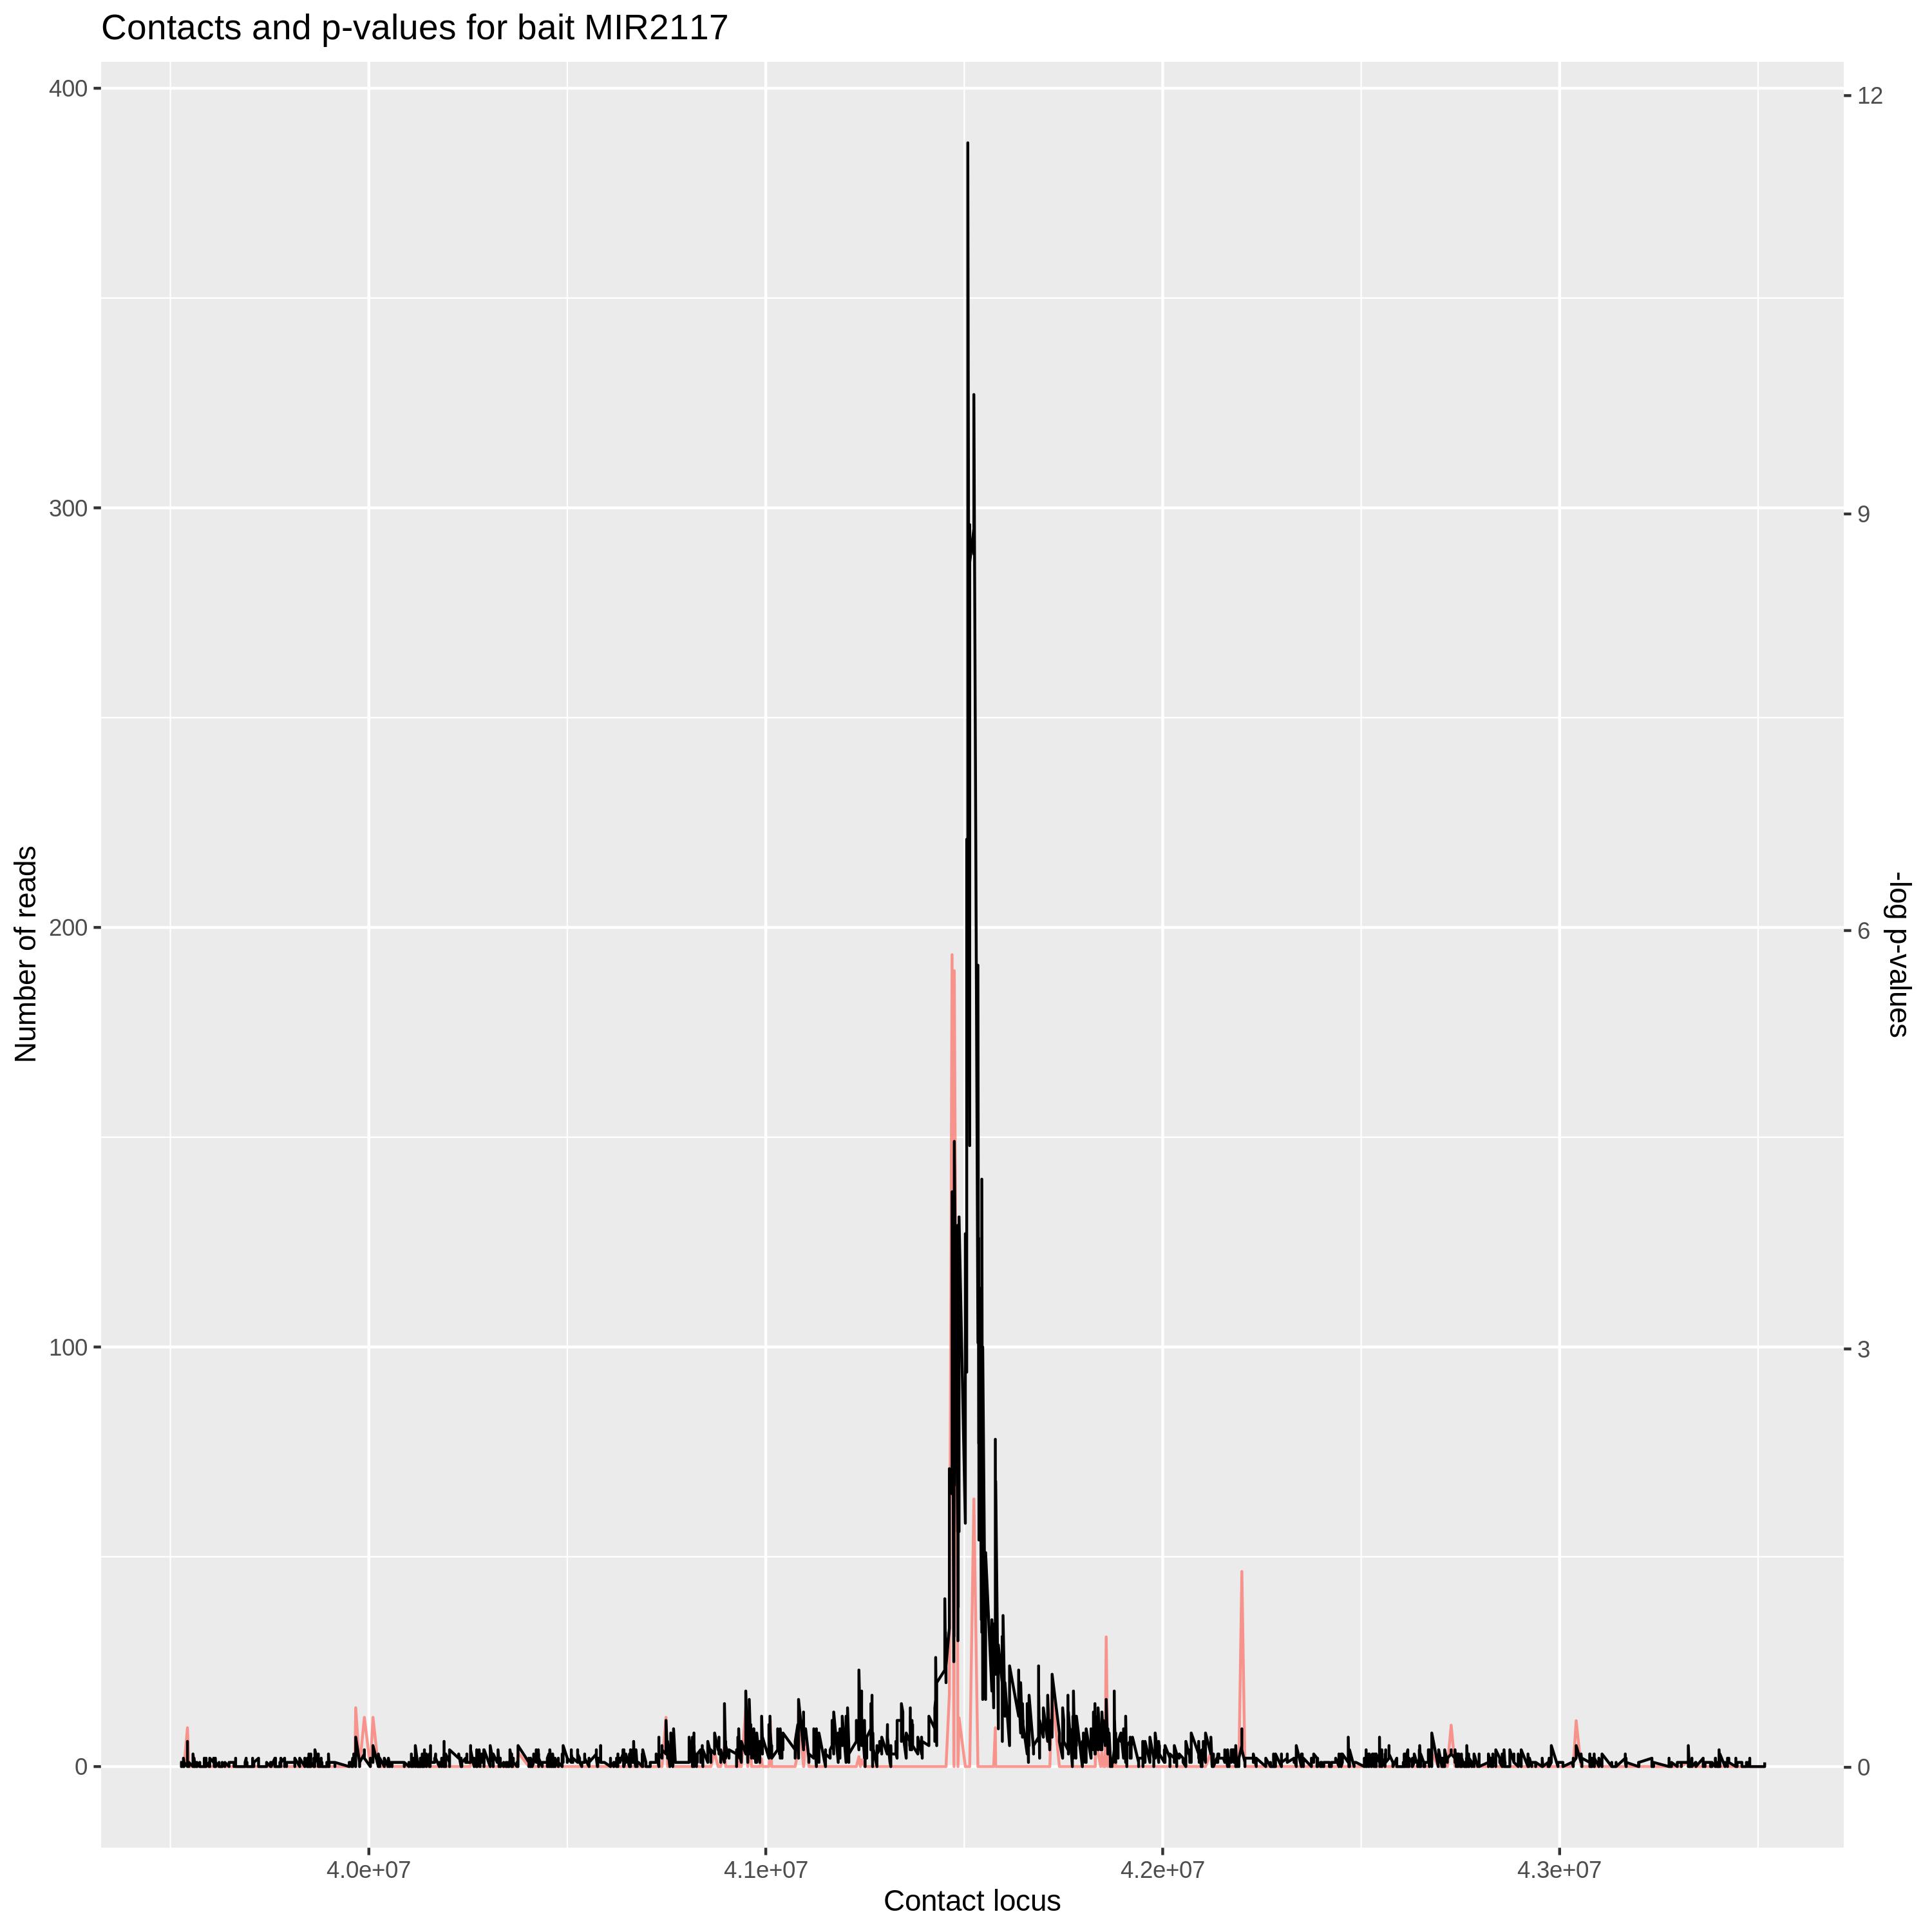 Contacts and p-values for bait MIR2117
400
300
200
100
0
12
9
6
3
0
Number of reads
-log p-values
4.0e+07
4.1e+07
4.2e+07
4.3e+07
Contact locus